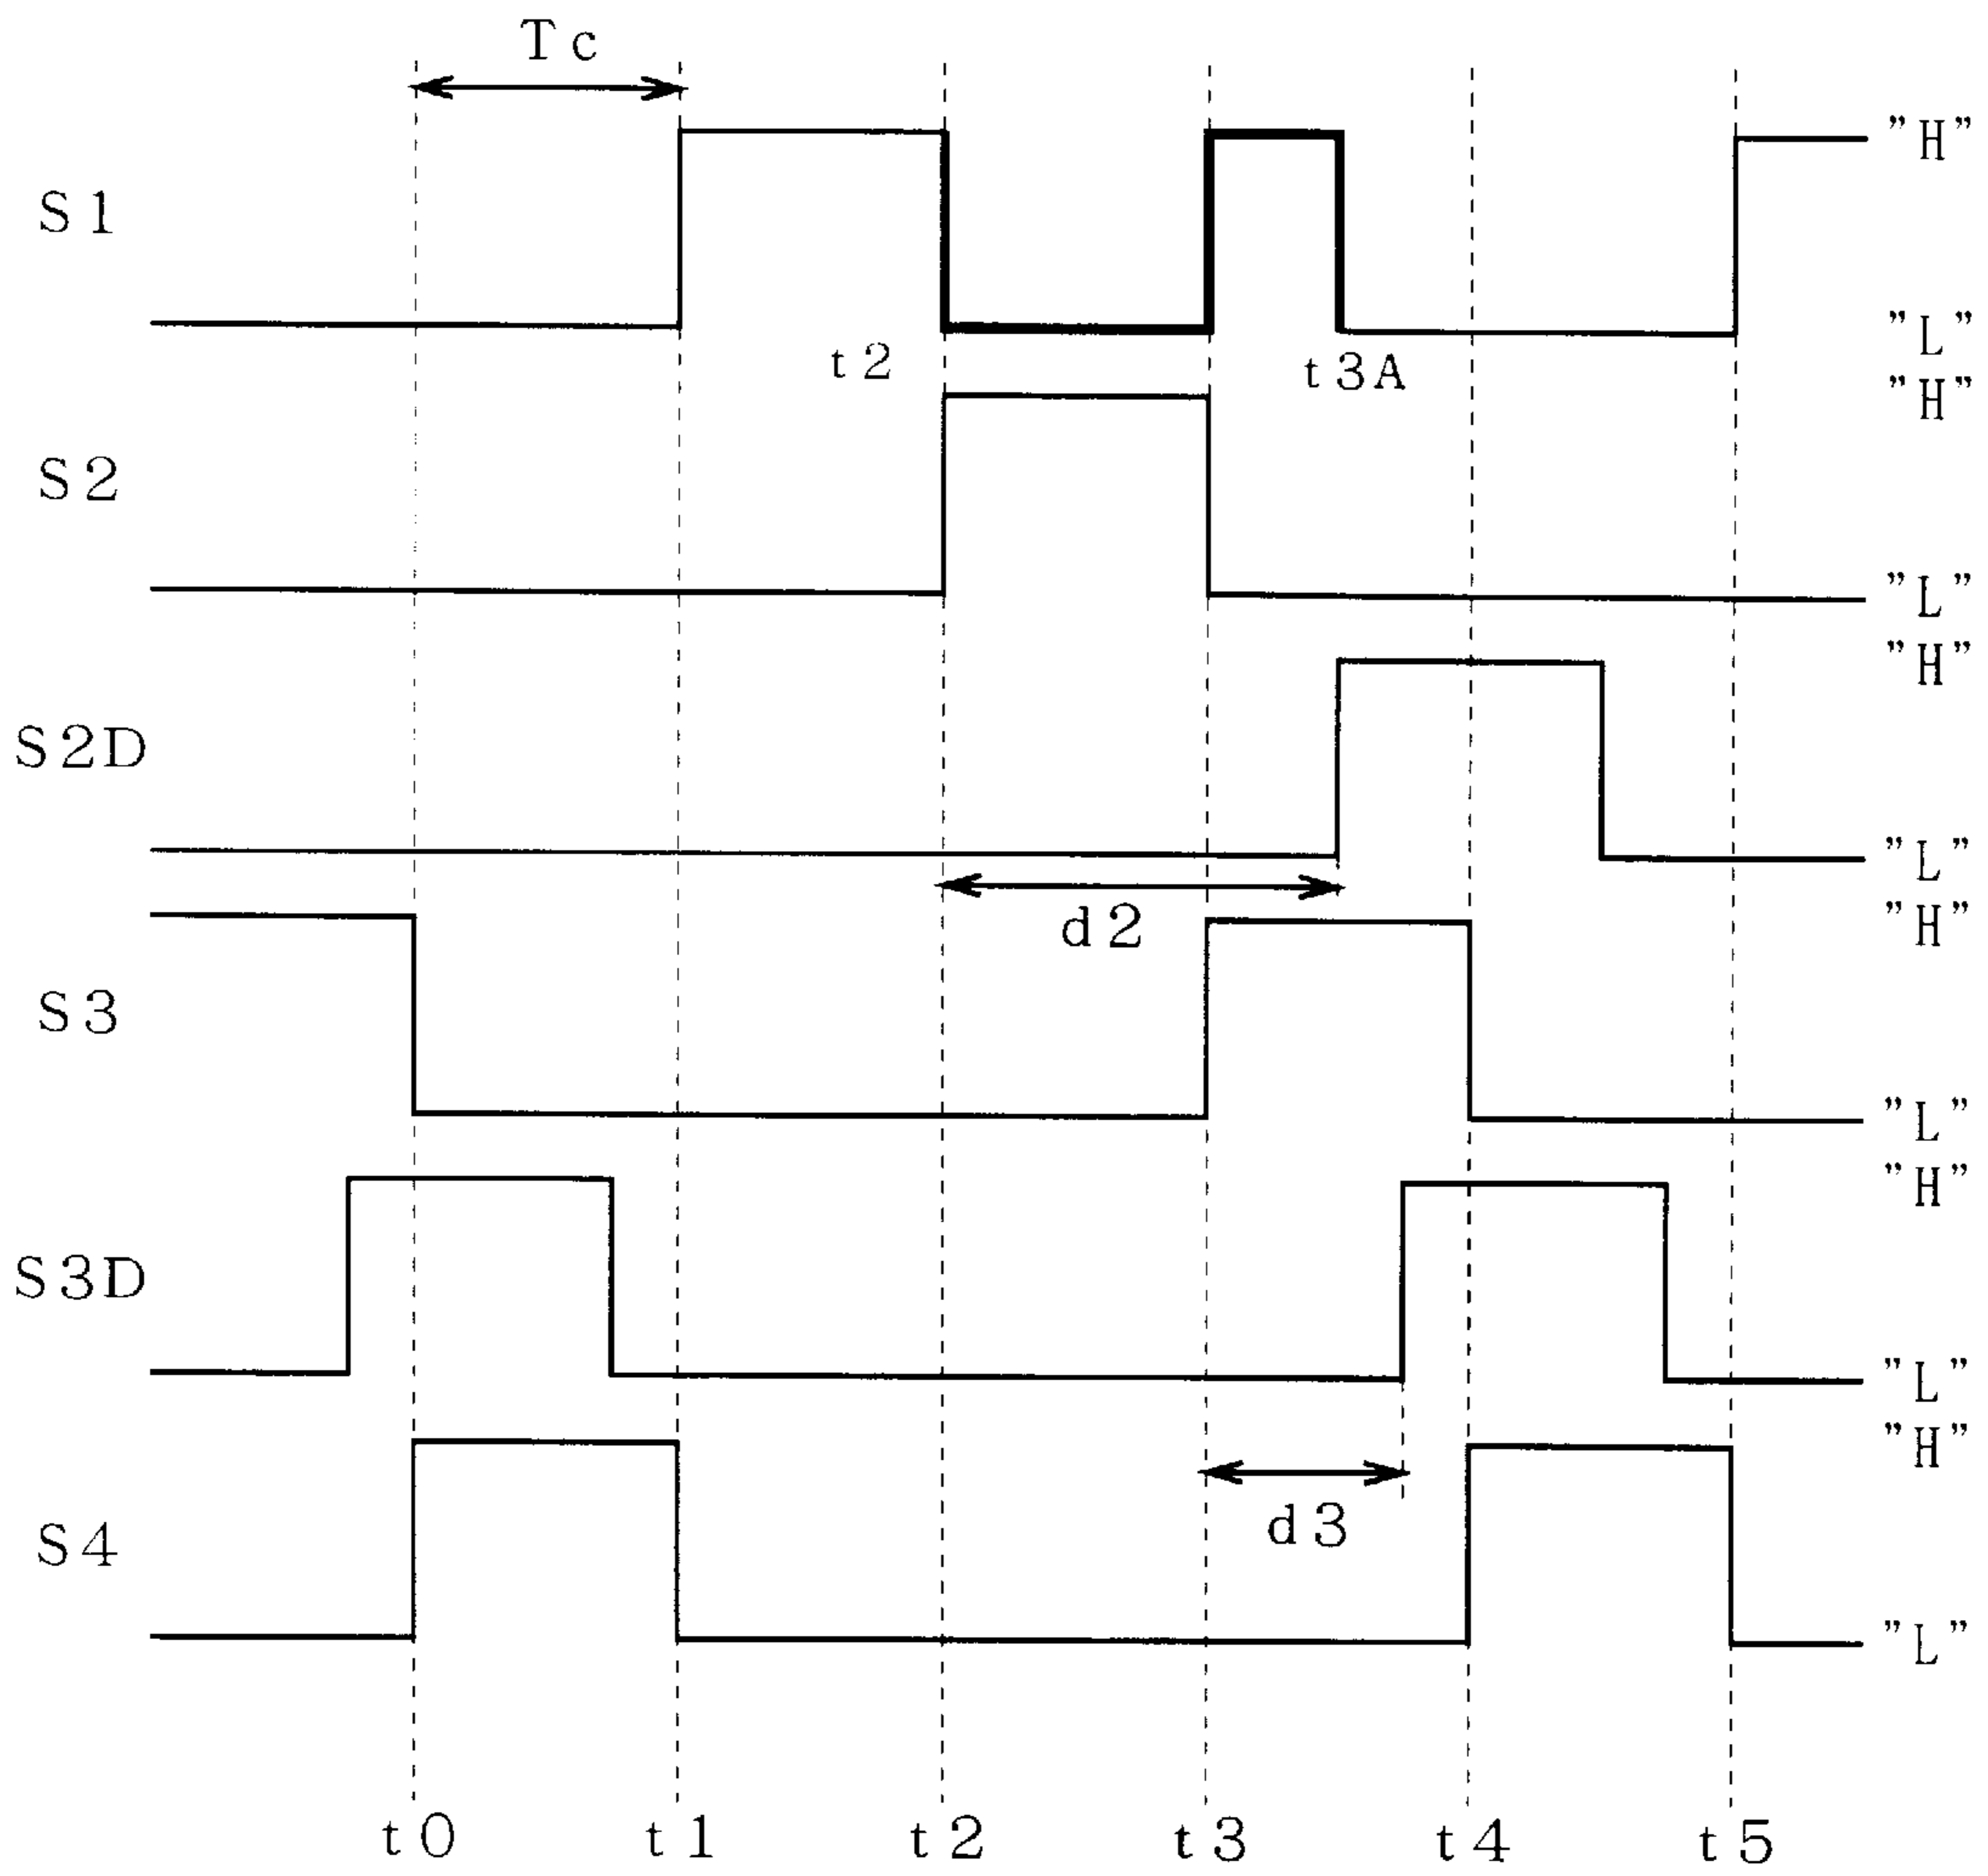 Tc
"H"
S1
"L"
t2
t3A
"H"
S2
"L"
"H"
S2D
"L"
d2
"H"
S3
"L"
"H"
S3D
"L"
"H"
d3
S4
"L"
t0 t1 t2 t3 t4 t5